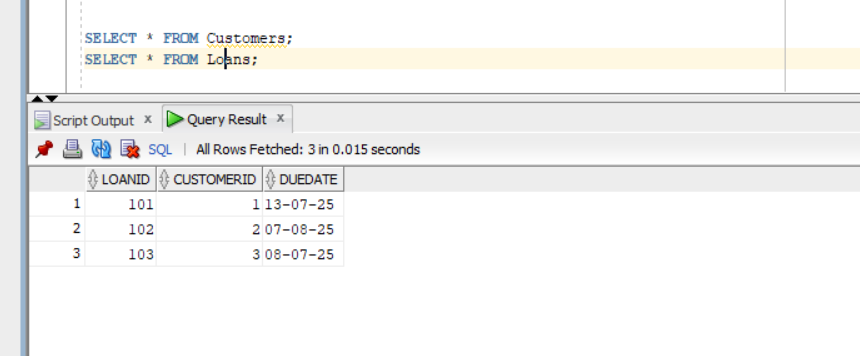 SELECT * FROM Customers;
SELECT * FROM Loans;
Script Output x Query Result x
SQL | All Rows Fetched: 3 in 0.015 seconds
LOANID CUSTOMERID DUEDATE
1 101 1 13-07-25
2 102 2 07-08-25
3 103 3 08-07-25